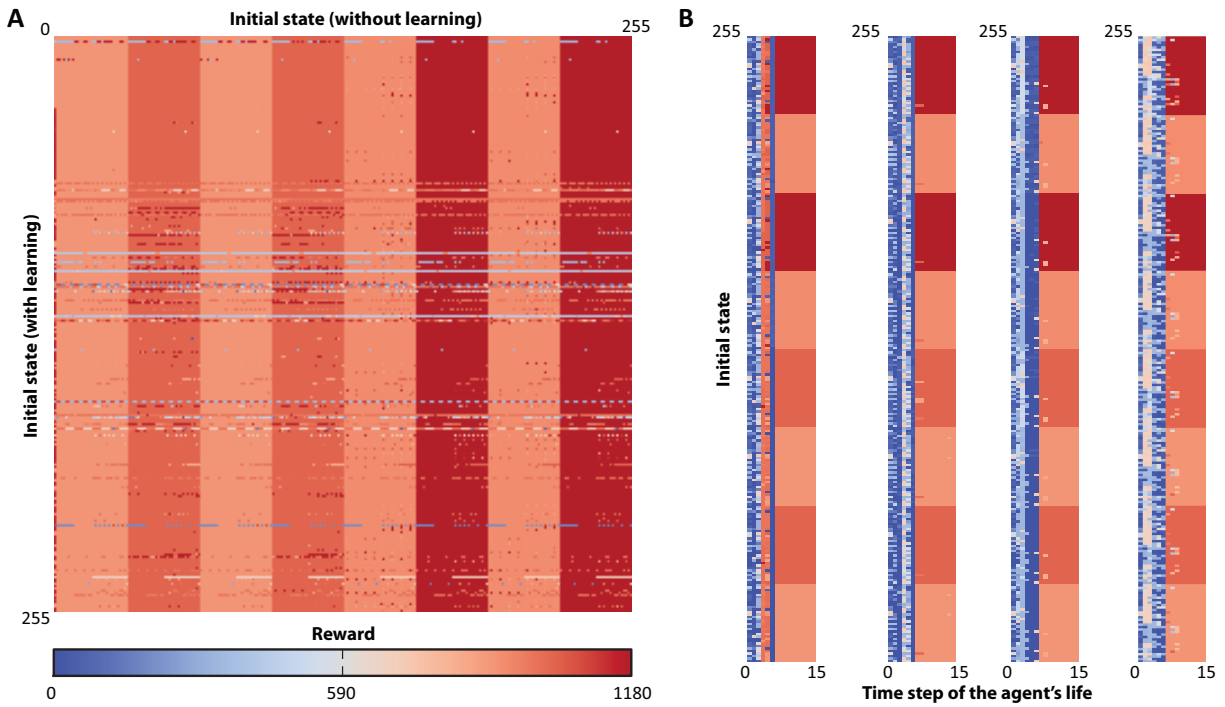 A
Initial state (without learning)
0
255
Initial state (with learning)
255
Reward
0
590
1180
B
255
255
255
255
Initial state
0
15
0
15
0
15
0
15
Time step of the agent's life